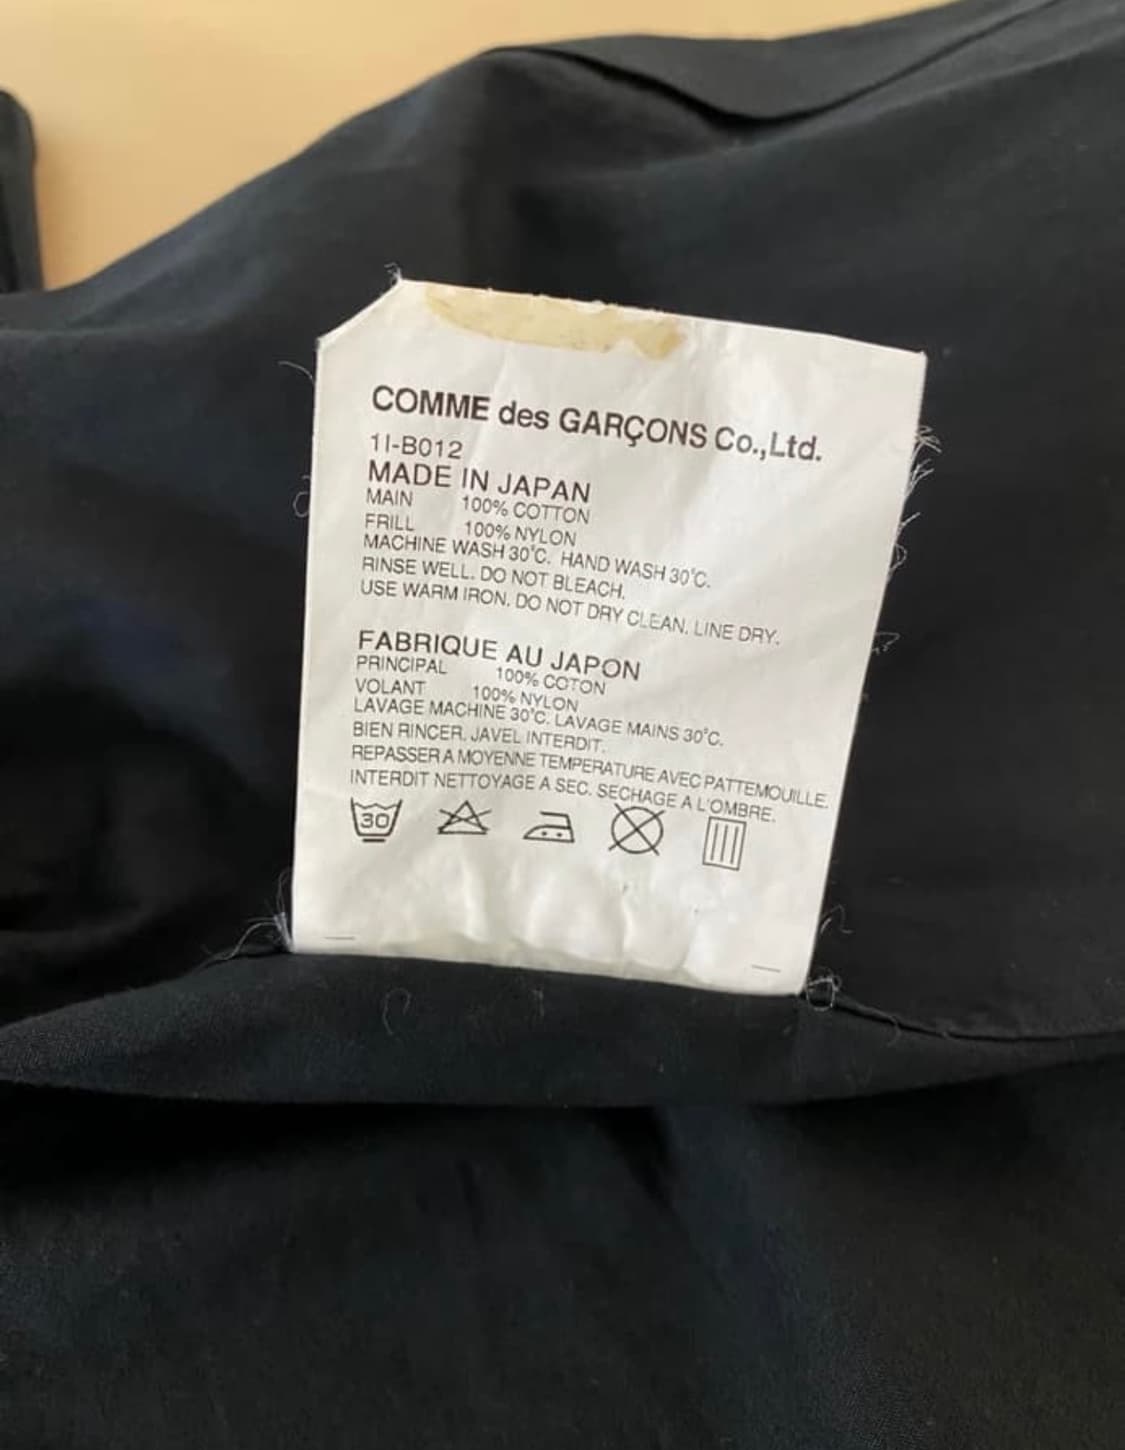 COMME des GARÇONS Co.,Ltd.
1I-B012
MADE IN JAPAN
MAIN 100% COTTON
FRILL 100% NYLON
MACHINE WASH 30°C. HAND WASH 30°C.
RINSE WELL. DO NOT BLEACH.
USE WARM IRON. DO NOT DRY CLEAN. LINE DRY.
FABRIQUE AU JAPON
PRINCIPAL 100% COTON
VOLANT 100% NYLON
LAVAGE MACHINE 30°C. LAVAGE MAINS 30°C.
BIEN RINCER. JAVEL INTERDIT.
REPASSER A MOYENNE TEMPERATURE AVEC PATTEMOUILLE.
INTERDIT NETTOYAGE A SEC. SECHAGE A L'OMBRE.
30